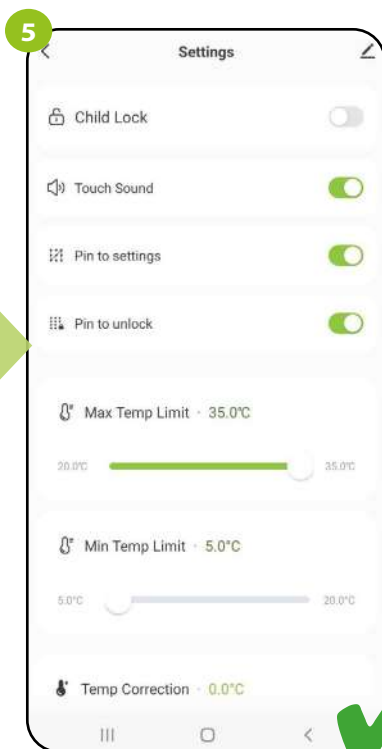 5
Settings
Child Lock
Touch Sound
Pin to settings
Pin to unlock
Max Temp Limit · 35.0℃
20.0℃ 35.0℃
Min Temp Limit · 5.0°C
5.0°C 20.0°C
Temp Correction · 0.0°C